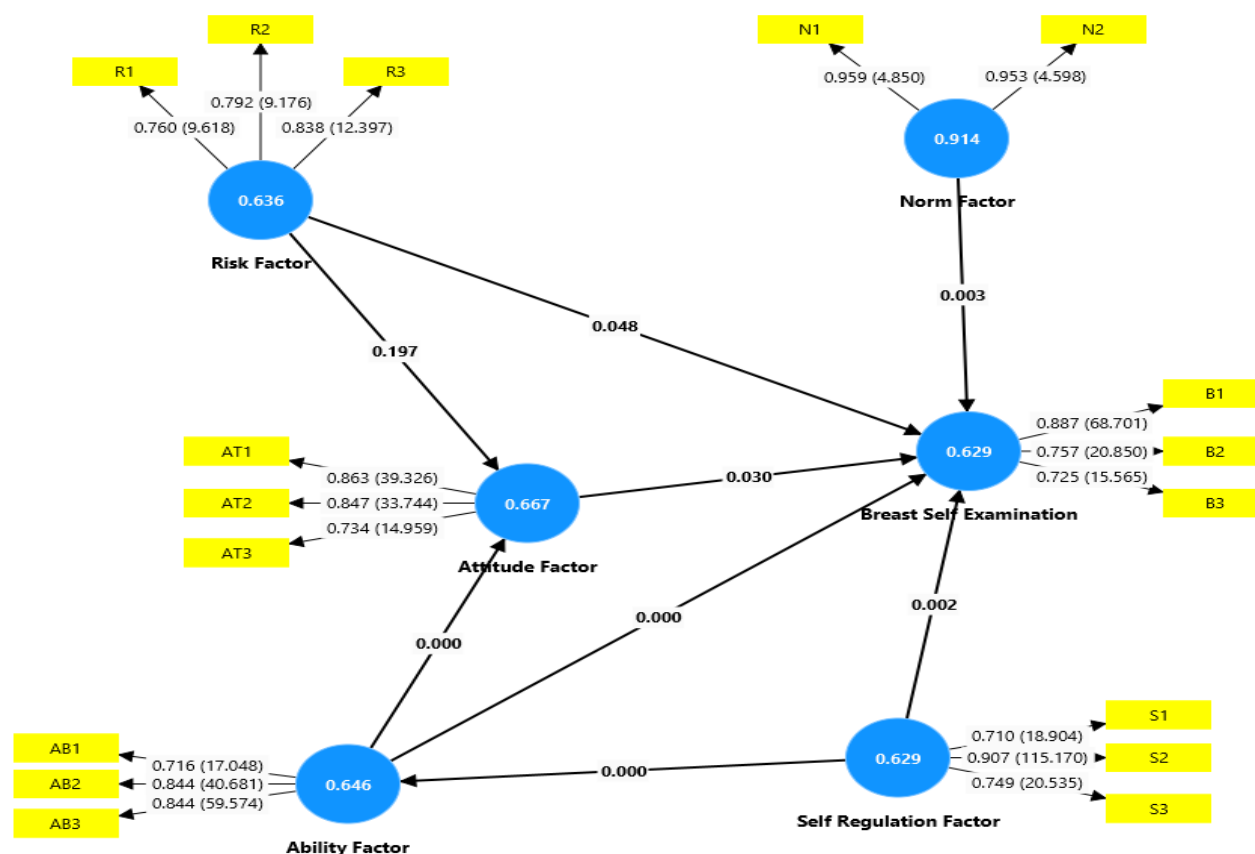 R2
N1
N2
R1
R3
0.959 (4.850)
0.953 (4.598)
0.792 (9.176)
0.760 (9.618)
0.838 (12.397)
0.914
0.636
Norm Factor
Risk Factor
0.003
0.048
0.197
B1
0.887 (68.701)
AT1
0.863 (39.326)
0.629
0.757 (20.850)
B2
0.725 (15.565)
0.030
AT2
0.847 (33.744)
0.667
B3
Breast Self Examination
0.734 (14.959)
AT3
Attitude Factor
0.002
0.000
0.000
S1
0.710 (18.904)
AB1
0.716 (17.048)
0.629
0.907 (115.170)
S2
0.000
AB2
0.844 (40.681)
0.646
0.749 (20.535)
S3
0.844 (59.574)
AB3
Self Regulation Factor
Ability Factor